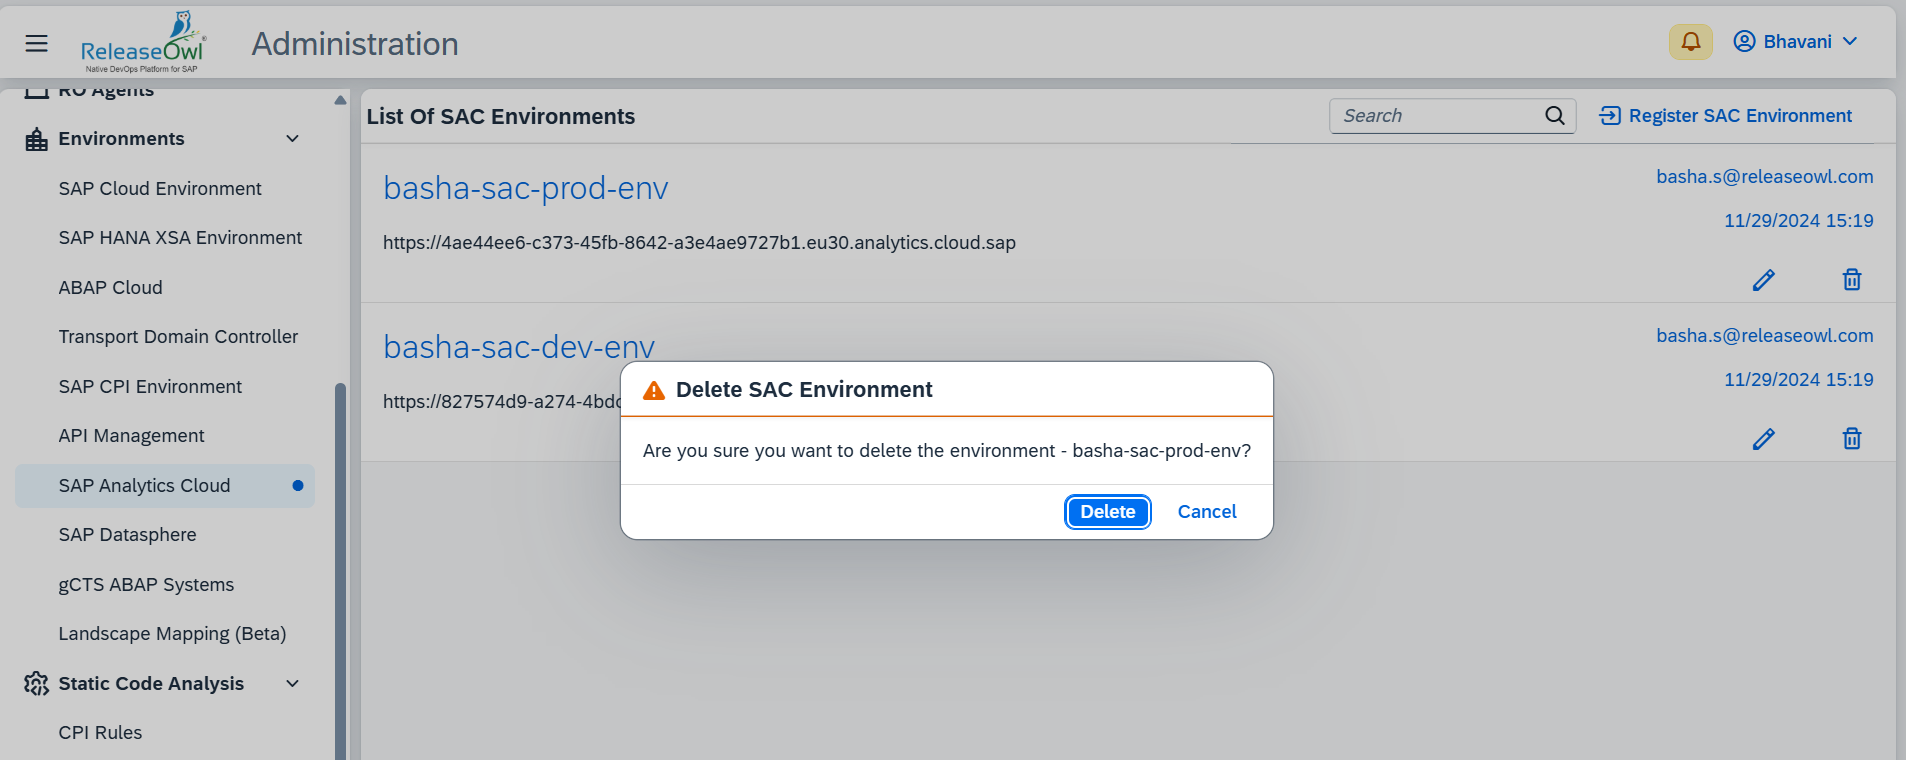 ReleaseOwl
Native DevOps Platform for SAP
Administration
Bhavani
RO Agents
Environments
SAP Cloud Environment
SAP HANA XSA Environment
ABAP Cloud
Transport Domain Controller
SAP CPI Environment
API Management
SAP Analytics Cloud
SAP Datasphere
gCTS ABAP Systems
Landscape Mapping (Beta)
Static Code Analysis
CPI Rules
List Of SAC Environments
Search
Register SAC Environment
basha-sac-prod-env
basha.s@releaseowl.com
11/29/2024 15:19
https://4ae44ee6-c373-45fb-8642-a3e4ae9727b1.eu30.analytics.cloud.sap
basha-sac-dev-env
basha.s@releaseowl.com
11/29/2024 15:19
https://827574d9-a274-4bd
Delete SAC Environment
Are you sure you want to delete the environment - basha-sac-prod-env?
Delete
Cancel